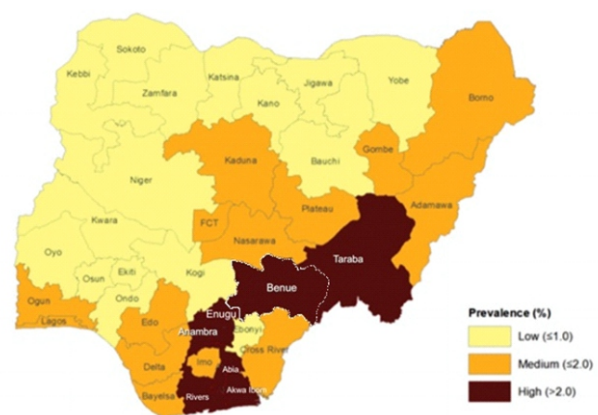 Sokoto
Kebbi
Zamfara
Katsina
Kano
Jigawa
Yobe
Borno
Niger
Kaduna
Bauchi
Gombe
Adamawa
Kwara
FCT
Plateau
Nasarawa
Taraba
Oyo
Osun
Ekiti
Kogi
Benue
Ogun
Lagos
Ondo
Edo
Enugu
Anambra
Ebonyi
Cross River
Delta
Imo
Abia
Bayelsa
Rivers
Akwa Ibom
Prevalence (%)
Low (≤1.0)
Medium (≤2.0)
High (>2.0)